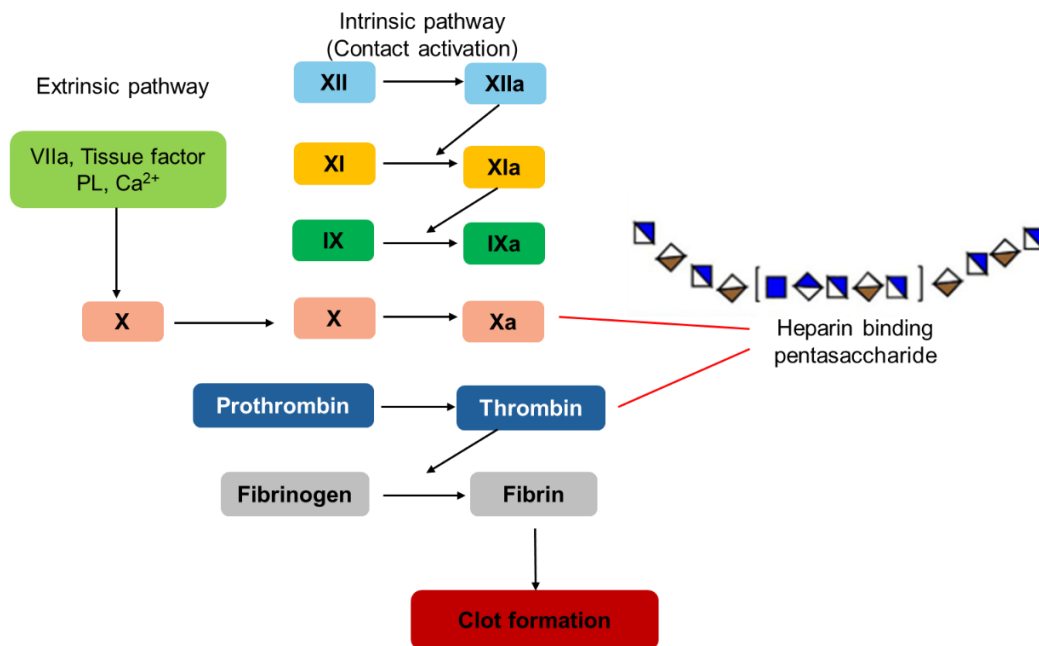 Intrinsic pathway
(Contact activation)
XII
XIIa
Extrinsic pathway
VIIa, Tissue factor
PL, Ca²⁺
XI
XIa
IX
IXa
X
X
Xa
Heparin binding
pentasaccharide
Prothrombin
Thrombin
Fibrinogen
Fibrin
Clot formation